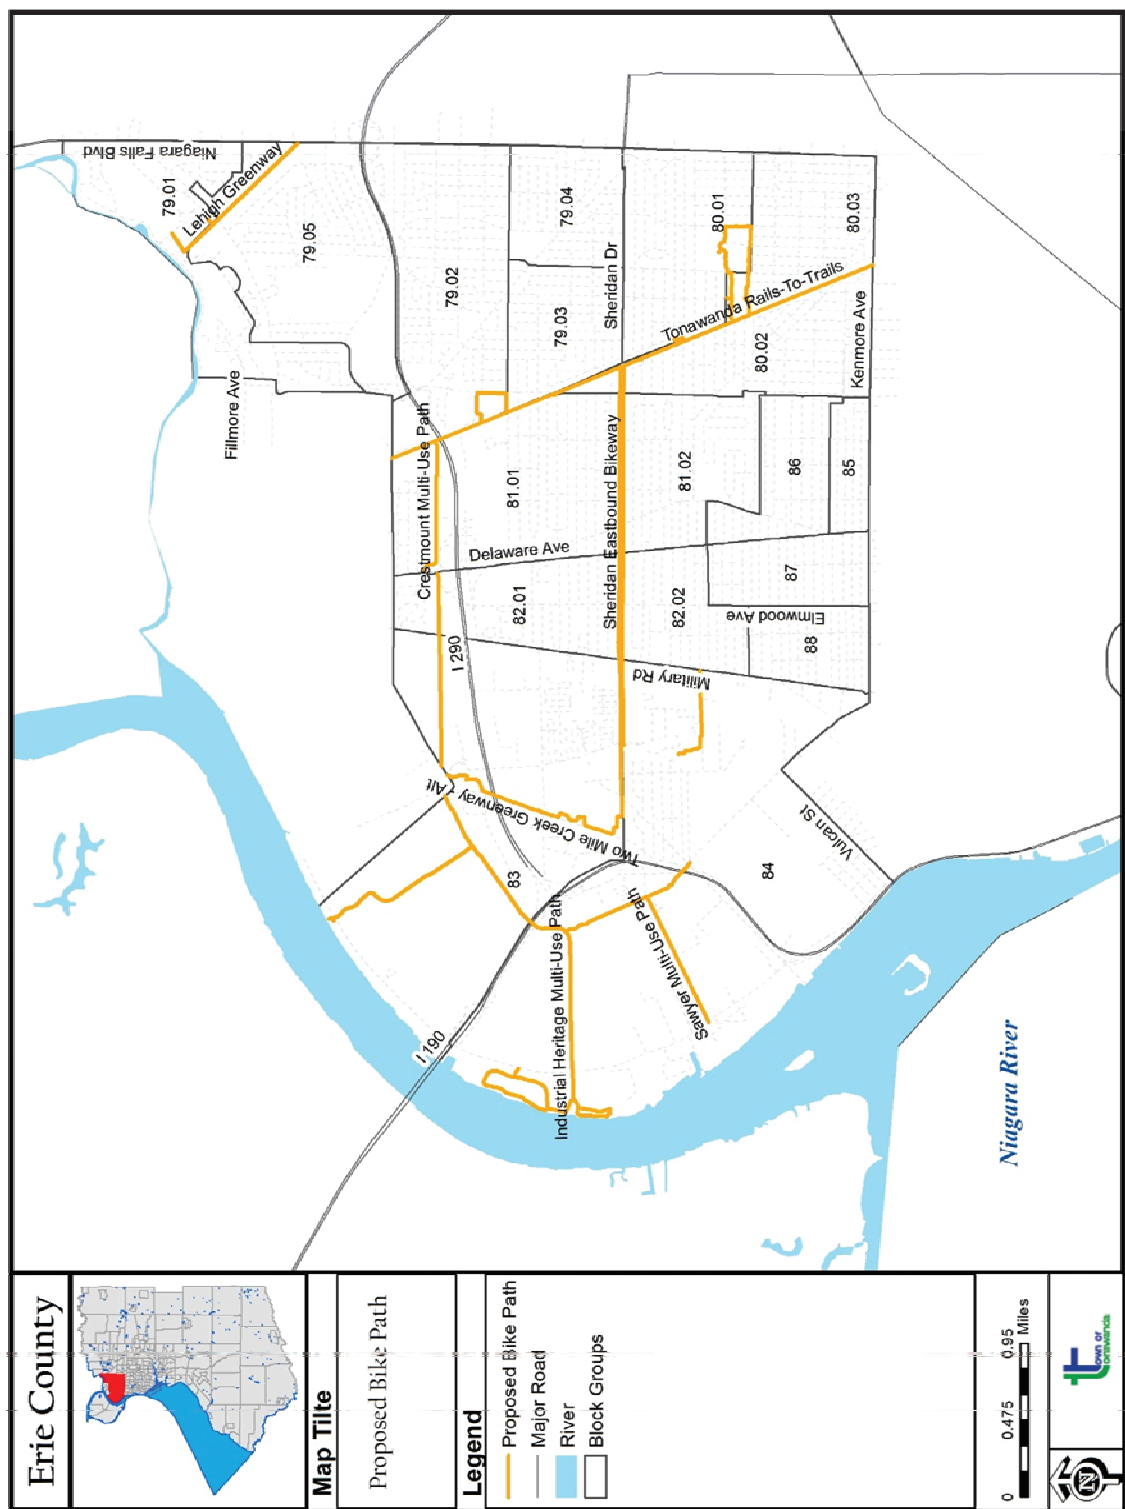 Erie County
Map Tilte
Proposed Bike Path
Legend
Proposed Bike Path
Major Road
River
Block Groups
0 0.475 0.95
Miles
N
Town of
Tonawanda
Niagara Falls Blvd
79.01
Lehigh Greenway
79.05
Fillmore Ave
79.02
79.04
79.03
Sheridan Dr
80.01
80.03
Tonawanda Rails-To-Trails
80.02
Kenmore Ave
Crestmount Multi-Use Path
81.01
Sheridan Eastbound Bikeway
81.02
86
85
Delaware Ave
82.01
82.02
87
Elmwood Ave
88
I 290
Military Rd
Two Mile Creek Greenway - Alt
83
84
Vulcan St
Industrial Heritage Multi-Use Path
Sawyer Multi-Use Path
I 190
Niagara River